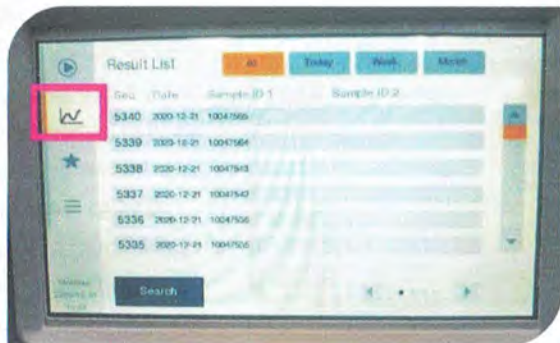 Result List All Today Week Month
Seq Date Sample ID 1 Sample ID 2
5340 2020-12-21 10047565
5339 2020-12-21 10047564
5338 2020-12-21
5337 2020-12-21
5336 2020-12-21
5335 2020-12-21
Search